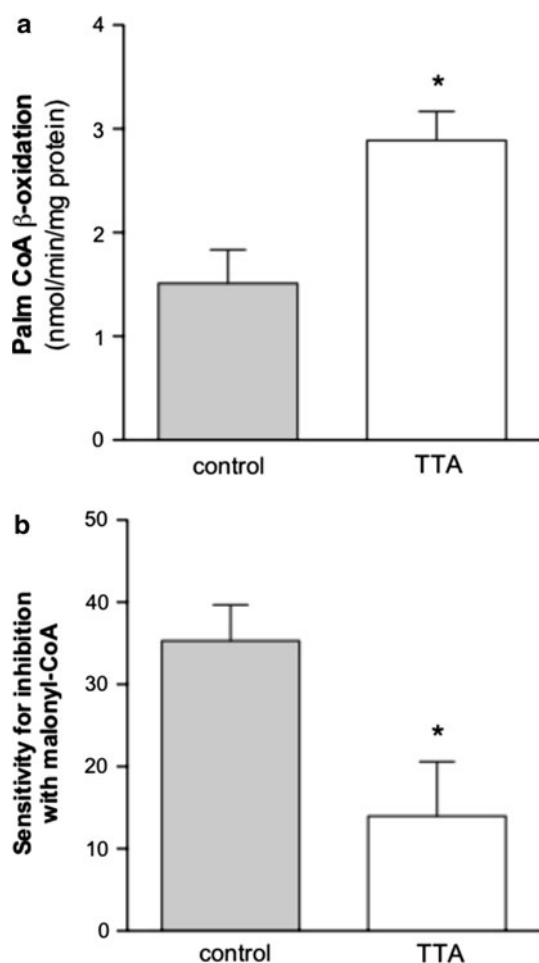 a
Palm CoA β-oxidation
(nmol/min/mg protein)
4
3
2
1
0
*
control
TTA
b
Sensitivity for inhibition
with malonyl-CoA
50
40
30
20
10
0
*
control
TTA